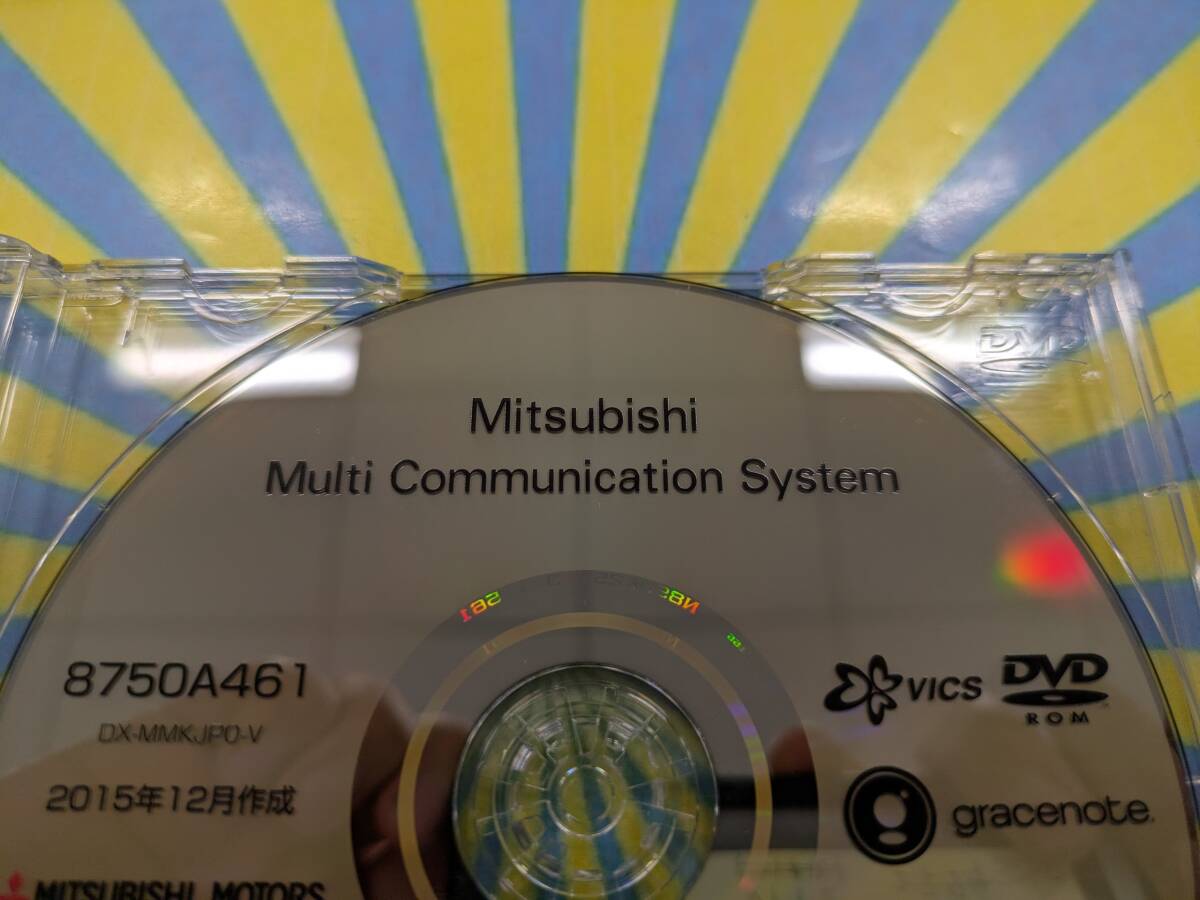 Mitsubishi
Multi Communication System
8750A461
DX-MMKJP0-V
2015年12月作成
MITSUBISHI MOTORS
VICS
DVD
ROM
gracenote.
DVD